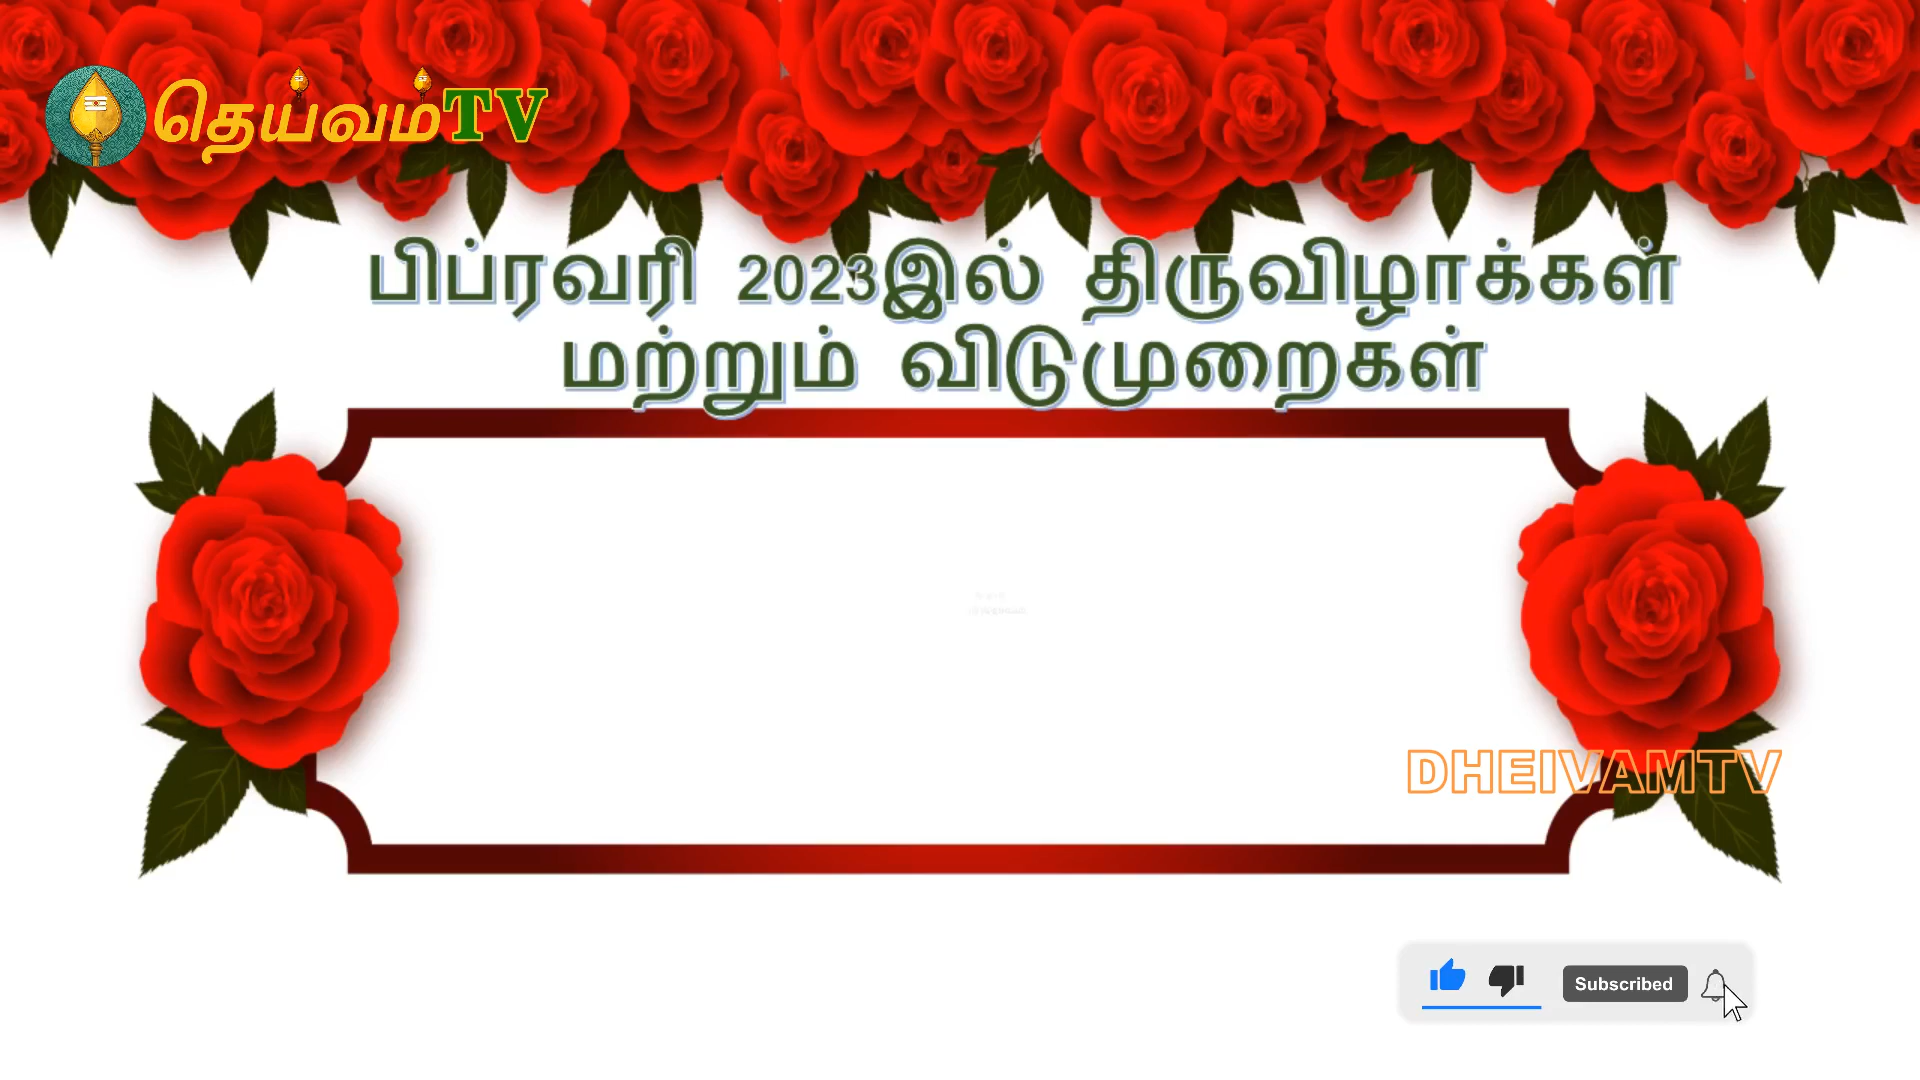 தெய்வம்TV
பிப்ரவரி 2023இல் திருவிழாக்கள்
மற்றும் விடுமுறைகள்
DHEIVAMTV
Subscribed